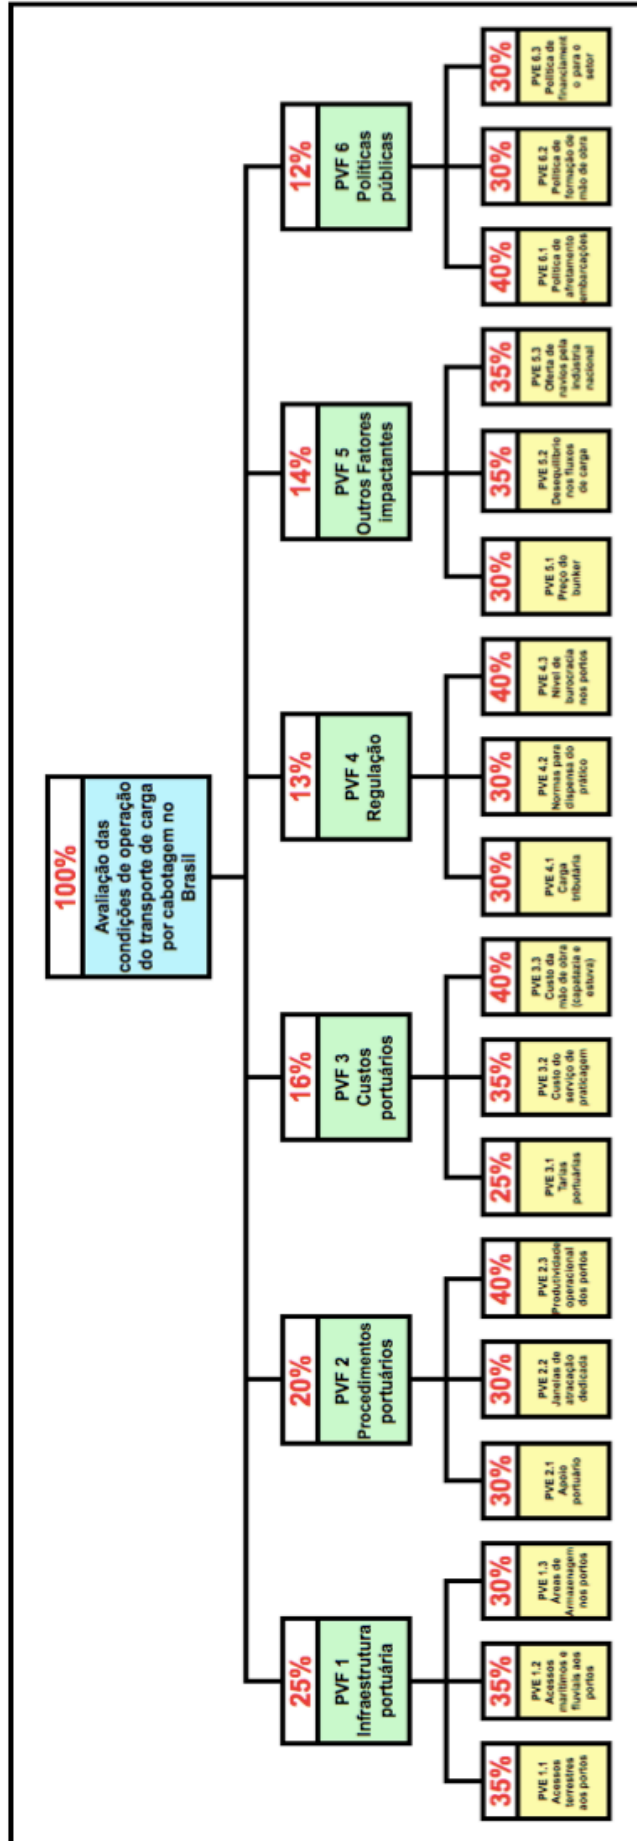 100%
Avaliação das
condições de operação
do transporte de carga
por cabotagem no
Brasil
25%
PVF 1
Infraestrutura
portuária
20%
PVF 2
Procedimentos
portuários
16%
PVF 3
Custos
portuários
13%
PVF 4
Regulação
14%
PVF 5
Outros Fatores
impactantes
12%
PVF 6
Políticas
públicas
35%
PVE 1.1
Acessos
terrestres
aos portos
35%
PVE 1.2
Acessos
marítimos e
fluviais aos
portos
30%
PVE 1.3
Áreas de
Armazenagem
nos portos
30%
PVE 2.1
Apoio
portuário
30%
PVE 2.2
Janelas de
atracação
dedicada
40%
PVE 2.3
Produtividade
operacional
dos portos
25%
PVE 3.1
Tarias
portuárias
35%
PVE 3.2
Custo do
serviço de
praticagem
40%
PVE 3.3
Custo da
mão de obra
(capatazia e
estuva)
30%
PVE 4.1
Carga
tributária
30%
PVE 4.2
Normas para
dispensa do
prático
40%
PVE 4.3
Nível de
burocracia
nos portos
30%
PVE 5.1
Preço do
bunker
35%
PVE 5.2
Desequilíbrio
nos fluxos
de carga
35%
PVE 5.3
Oferta de
navios pela
indústria
nacional
40%
PVE 6.1
Política de
afretamento
embarcações
30%
PVE 6.2
Política de
formação de
mão de obra
30%
PVE 6.3
Política de
financiament
o para o
setor